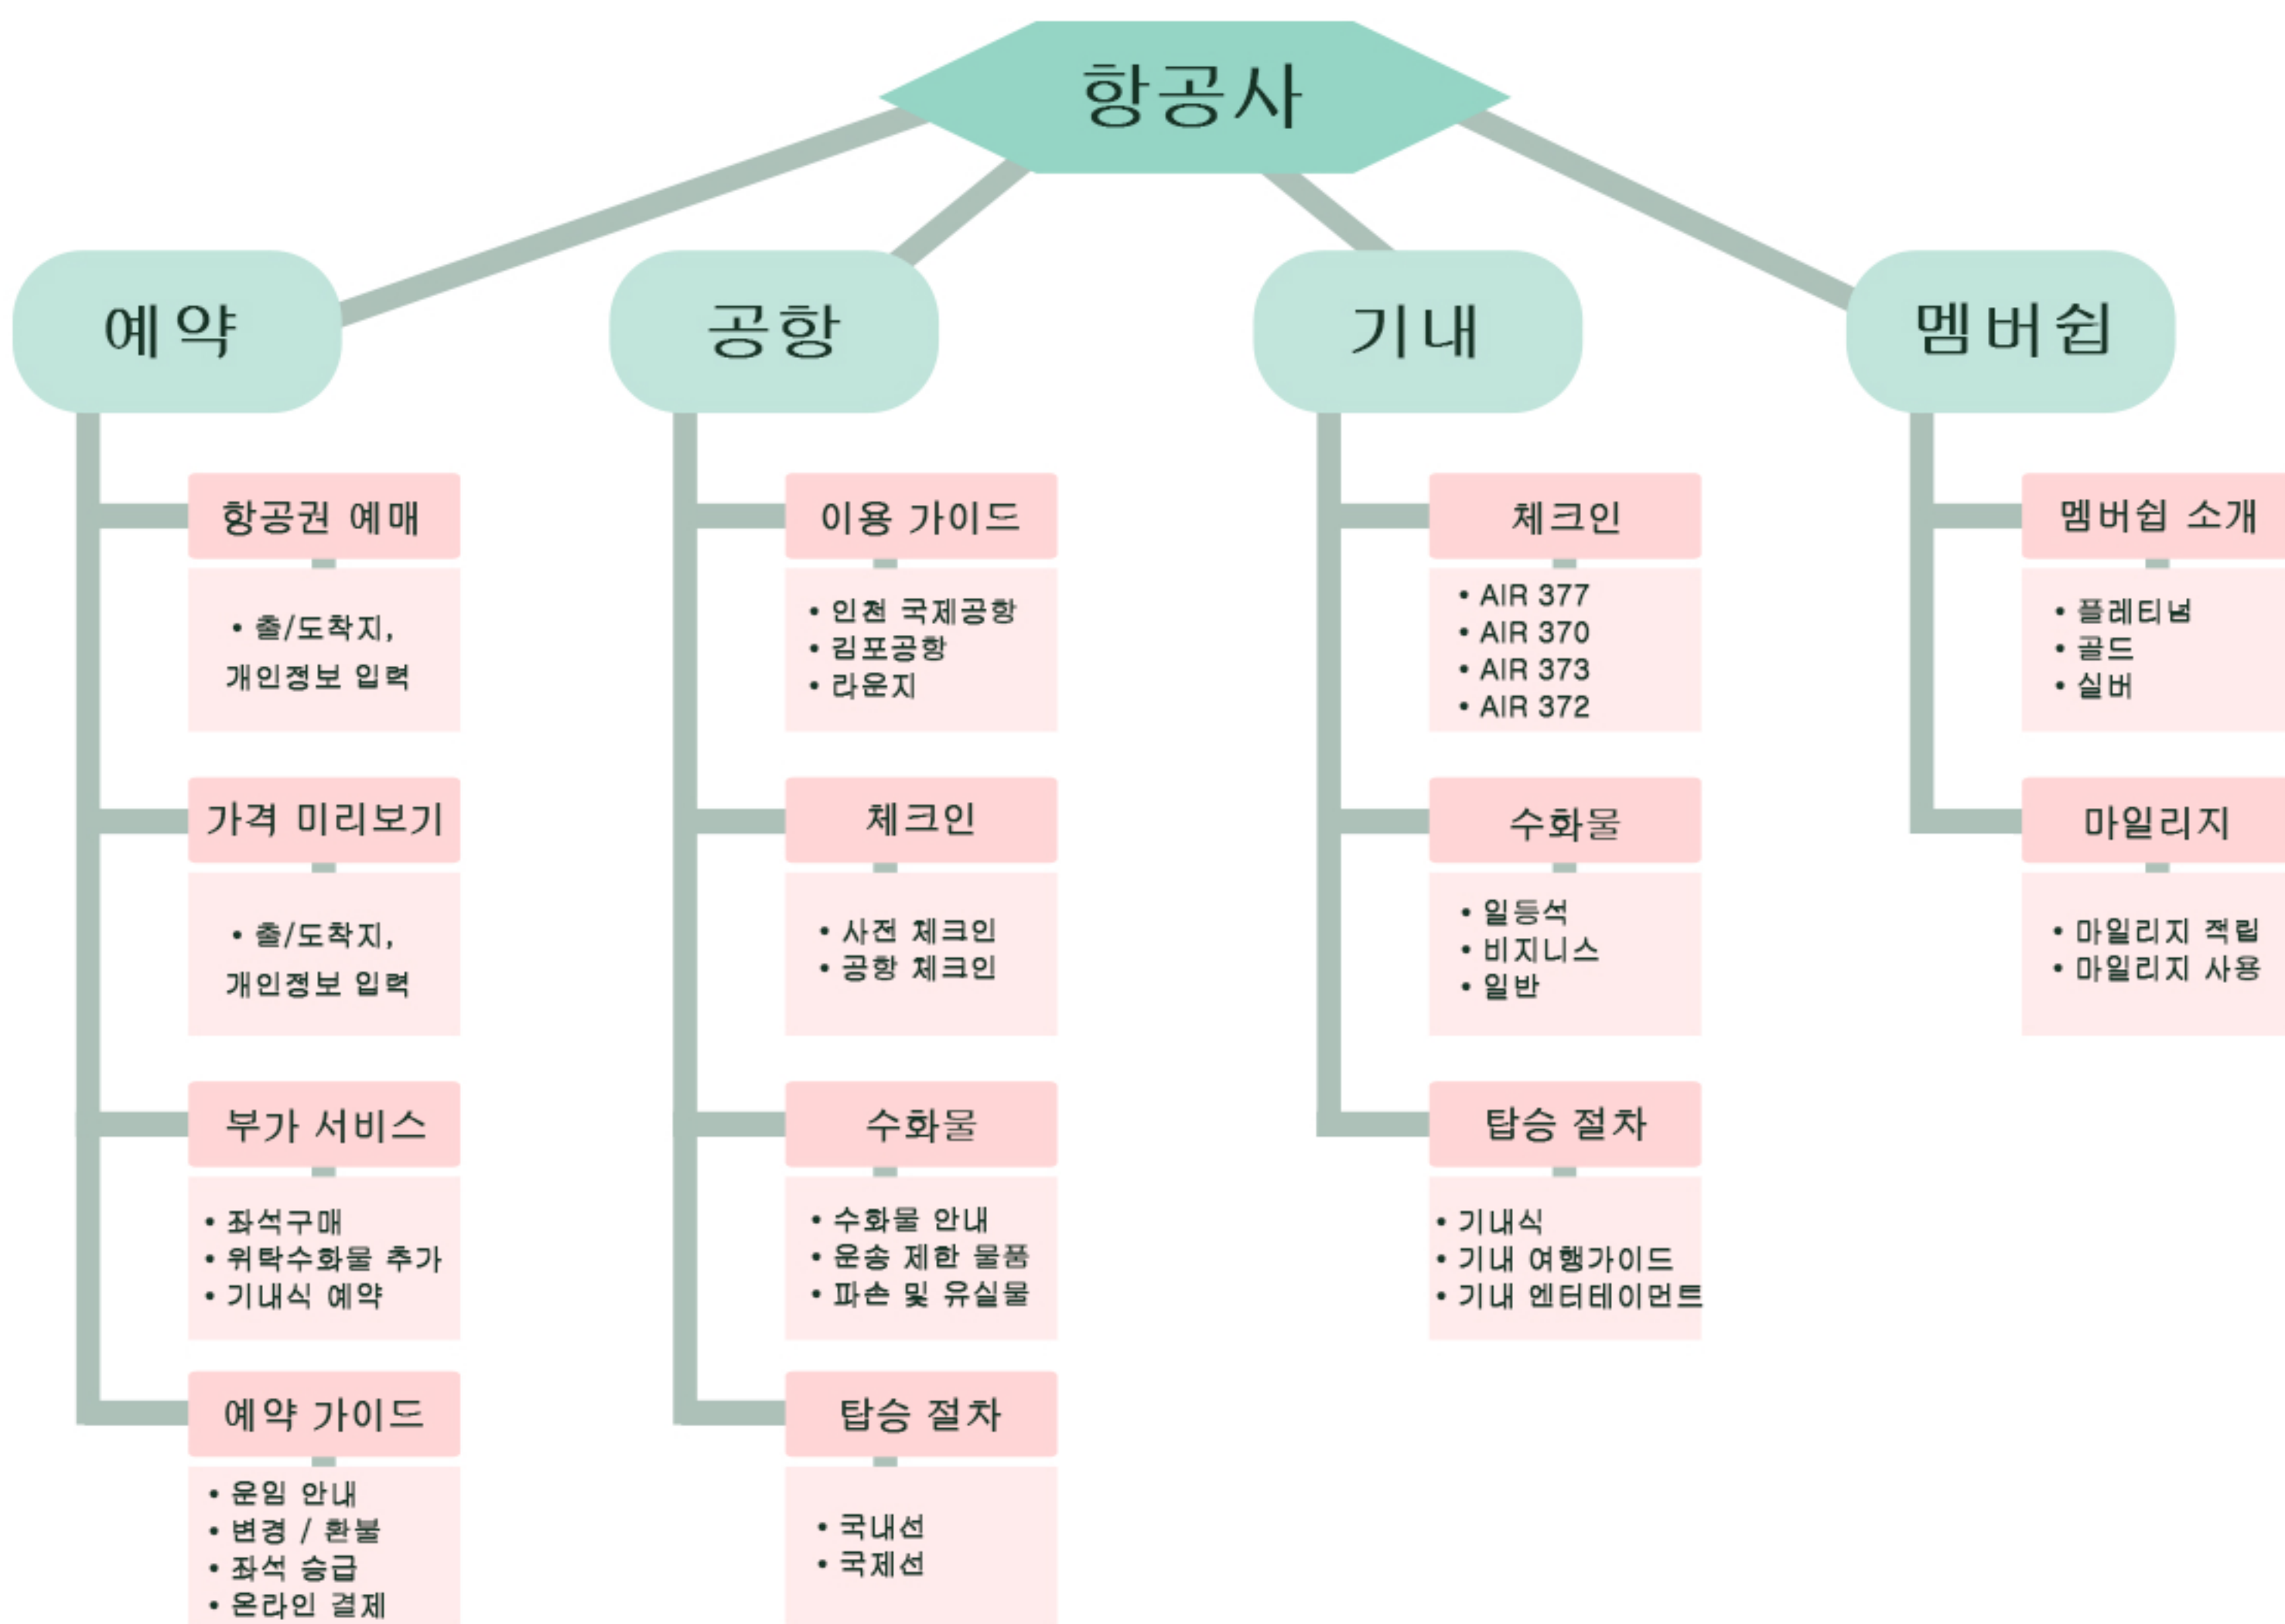 항공사
예약
항공권 예매
• 출/도착지,
개인정보 입력
가격 미리보기
• 출/도착지,
개인정보 입력
부가 서비스
• 좌석구매
• 위탁수화물 추가
• 기내식 예약
예약 가이드
• 운임 안내
• 변경 / 환불
• 좌석 승급
• 온라인 결제
공항
이용 가이드
• 인천 국제공항
• 김포공항
• 라운지
체크인
• 사전 체크인
• 공항 체크인
수화물
• 수화물 안내
• 운송 제한 물품
• 파손 및 유실물
탑승 절차
• 국내선
• 국제선
기내
체크인
• AIR 377
• AIR 370
• AIR 373
• AIR 372
수화물
• 일등석
• 비지니스
• 일반
탑승 절차
• 기내식
• 기내 여행가이드
• 기내 엔터테이먼트
멤버쉽
멤버쉽 소개
• 플레티넘
• 골드
• 실버
마일리지
• 마일리지 적립
• 마일리지 사용